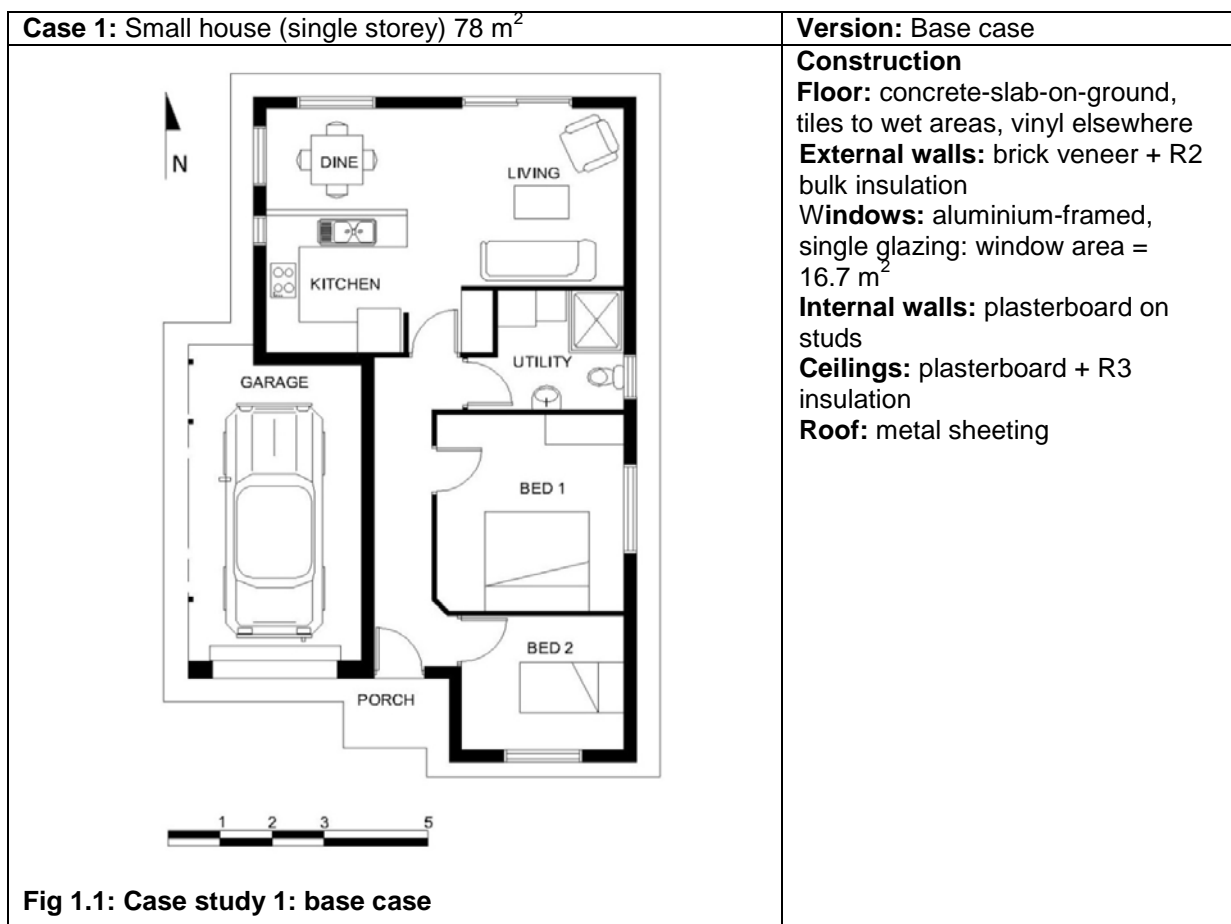 Case 1: Small house (single storey) 78 m²
Version: Base case
N
DINE
LIVING
KITCHEN
UTILITY
GARAGE
BED 1
BED 2
PORCH
1 2 3 5
Fig 1.1: Case study 1: base case
Construction
Floor: concrete-slab-on-ground,
tiles to wet areas, vinyl elsewhere
External walls: brick veneer + R2
bulk insulation
Windows: aluminium-framed,
single glazing: window area =
16.7 m²
Internal walls: plasterboard on
studs
Ceilings: plasterboard + R3
insulation
Roof: metal sheeting